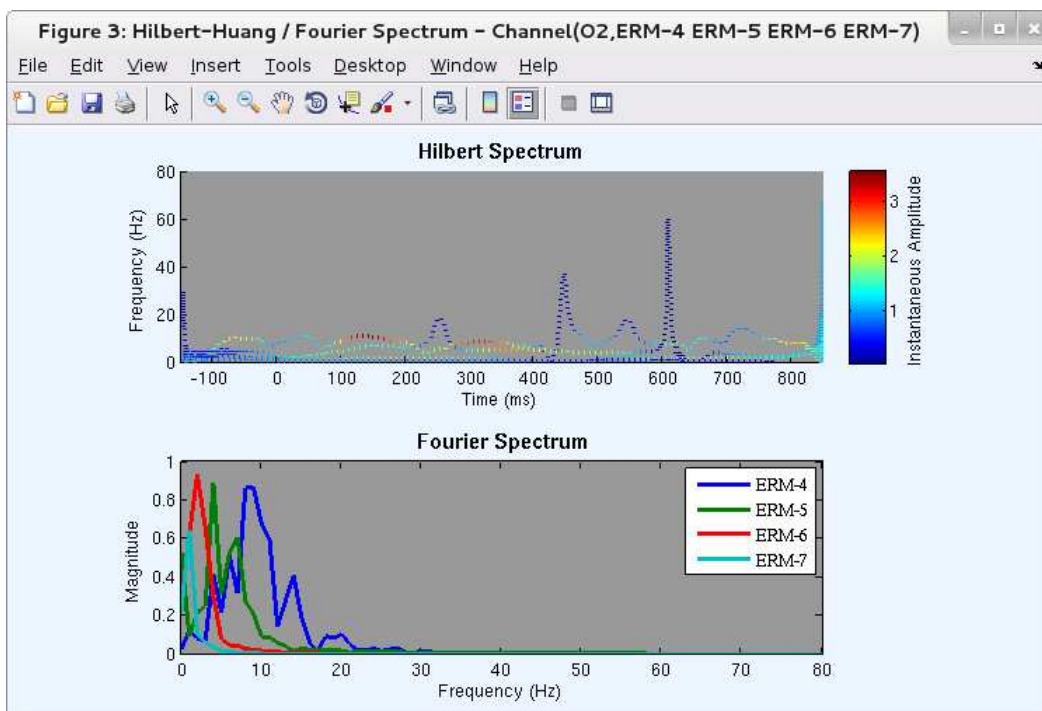 Figure 3: Hilbert-Huang / Fourier Spectrum - Channel(O2,ERM-4 ERM-5 ERM-6 ERM-7)
File Edit View Insert Tools Desktop Window Help
Hilbert Spectrum
80
60
40
20
0
Frequency (Hz)
-100 0 100 200 300 400 500 600 700 800
Time (ms)
3
2
1
Instantaneous Amplitude
Fourier Spectrum
1
0.8
0.6
0.4
0.2
0
Magnitude
0 10 20 30 40 50 60 70 80
Frequency (Hz)
ERM-4
ERM-5
ERM-6
ERM-7